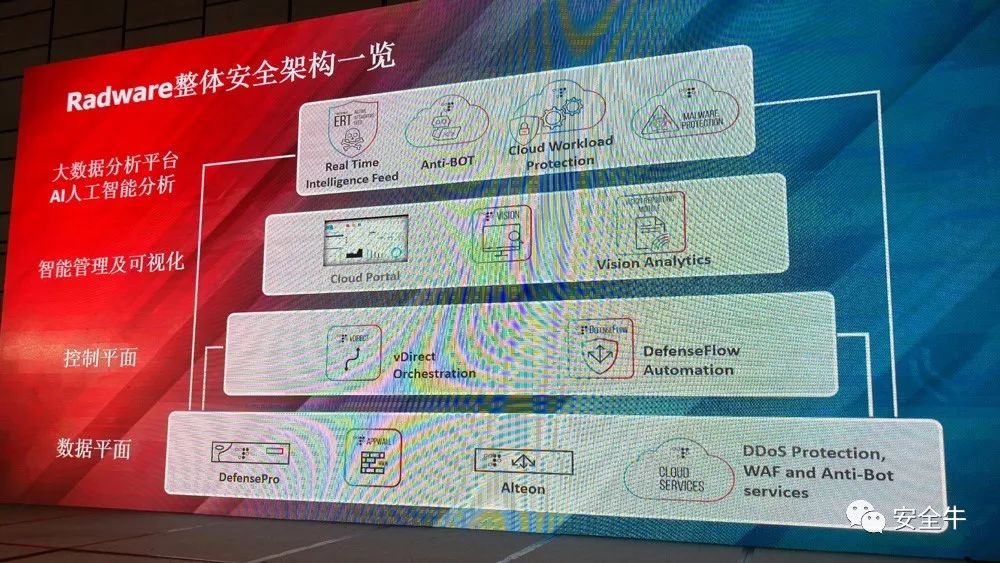 Radware整体安全架构一览
大数据分析平台
AI人工智能分析
ERT
Real Time
Intelligence Feed
Anti-BOT
Cloud Workload
Protection
MALWARE
PROTECTION
智能管理及可视化
Cloud Portal
VISION
Vision Analytics
控制平面
vDIRECT
vDirect
Orchestration
DEFENSEFLOW
DefenseFlow
Automation
数据平面
DefensePro
APPWALL
Alteon
CLOUD
SERVICES
DDoS Protection,
WAF and Anti-Bot
services
安全牛